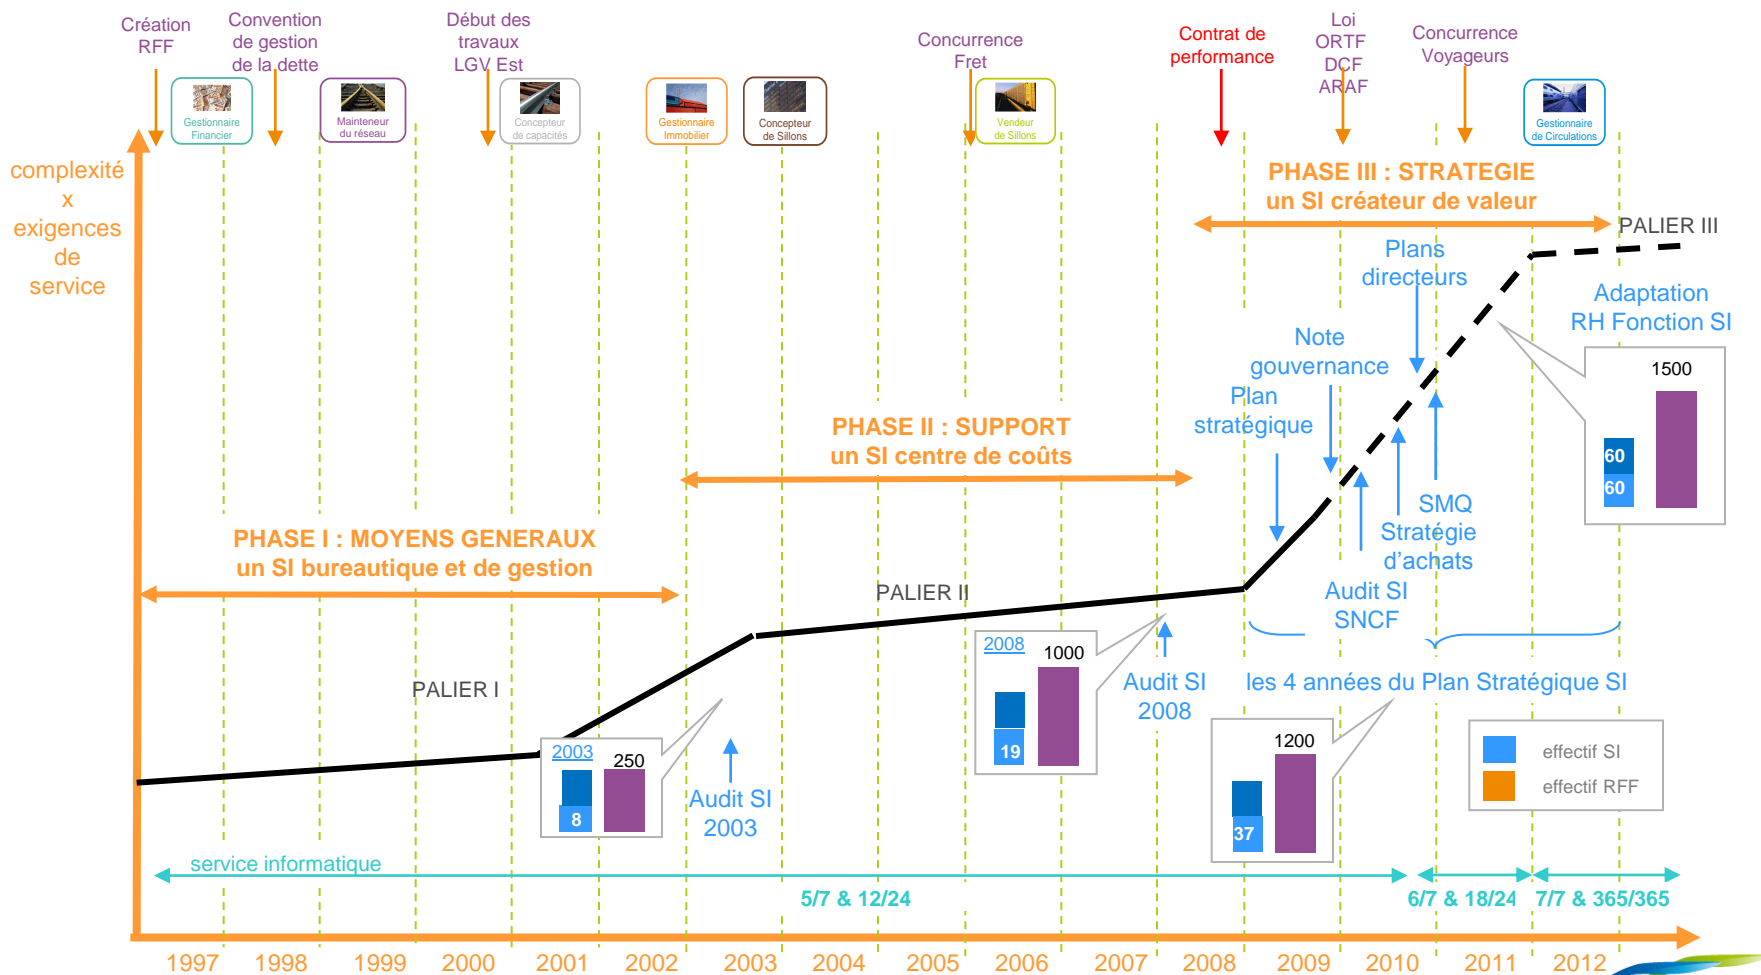 Création
RFF
Convention
de gestion
de la dette
Début des
travaux
LGV Est
Concurrence
Fret
Contrat de
performance
Loi
ORTF
DCF
ARAF
Concurrence
Voyageurs
Gestionnaire
Financier
Mainteneur
du réseau
Concepteur
de capacités
Gestionnaire
Immobilier
Concepteur
de Sillons
Vendeur
de Sillons
Gestionnaire
de Circulations
complexité
x
exigences
de
service
PHASE III : STRATEGIE
un SI créateur de valeur
PALIER III
Plans
directeurs
Adaptation
RH Fonction SI
1500
60
60
Note
gouvernance
Plan
stratégique
PHASE II : SUPPORT
un SI centre de coûts
SMQ
Stratégie
d'achats
Audit SI
SNCF
PHASE I : MOYENS GENERAUX
un SI bureautique et de gestion
PALIER II
PALIER I
2008
1000
19
Audit SI
2008
les 4 années du Plan Stratégique SI
2003
250
8
Audit SI
2003
1200
37
effectif SI
effectif RFF
service informatique
5/7 & 12/24
6/7 & 18/24
7/7 & 365/365
1997 1998 1999 2000 2001 2002 2003 2004 2005 2006 2007 2008 2009 2010 2011 2012